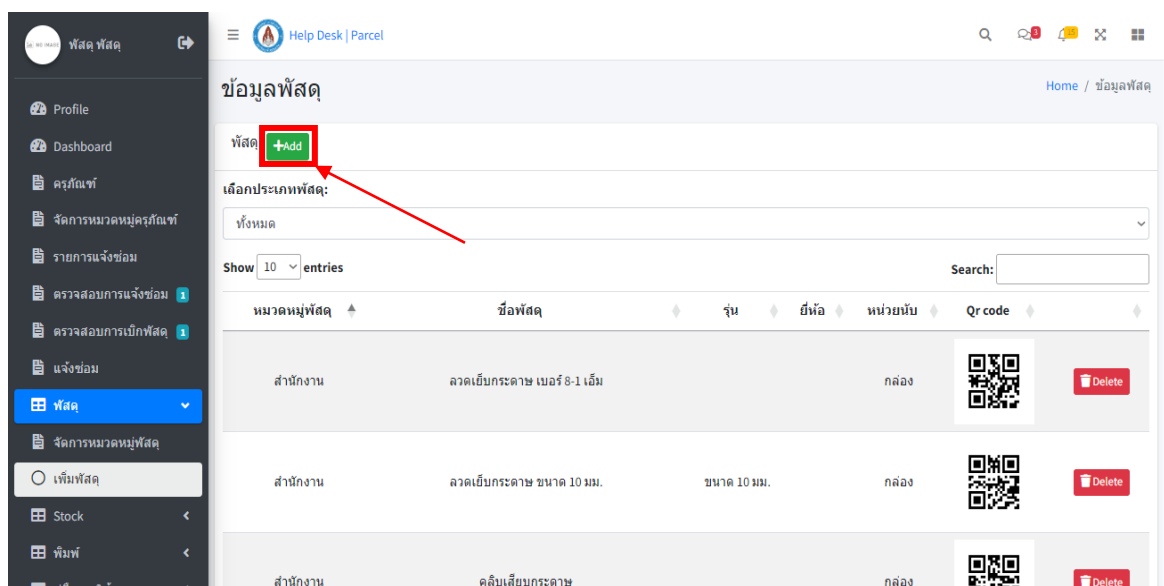 พัสดุ พัสดุ
Help Desk | Parcel
3
15
ข้อมูลพัสดุ
Home / ข้อมูลพัสดุ
Profile
Dashboard
ครุภัณฑ์
จัดการหมวดหมู่ครุภัณฑ์
รายการแจ้งซ่อม
ตรวจสอบการแจ้งซ่อม 1
ตรวจสอบการเบิกพัสดุ 1
แจ้งซ่อม
พัสดุ
จัดการหมวดหมู่พัสดุ
เพิ่มพัสดุ
Stock
พิมพ์
พัสดุ +Add
เลือกประเภทพัสดุ:
ทั้งหมด
Show 10 entries
Search:
หมวดหมู่พัสดุ ชื่อพัสดุ รุ่น ยี่ห้อ หน่วยนับ Qr code
สำนักงาน ลวดเย็บกระดาษ เบอร์ 8-1 เอ็ม กล่อง Delete
สำนักงาน ลวดเย็บกระดาษ ขนาด 10 มม. ขนาด 10 มม. กล่อง Delete
สำนักงาน คลิบเสียบกระดาษ กล่อง Delete